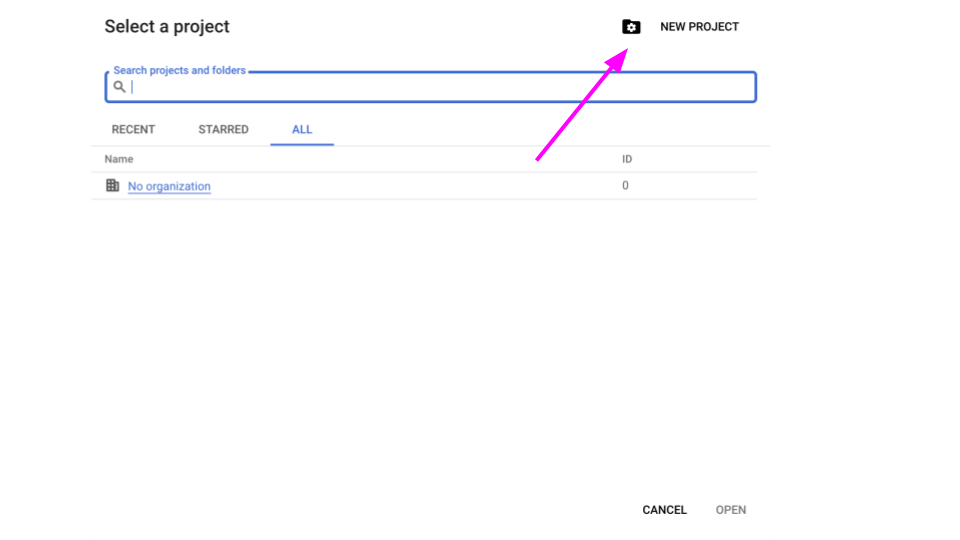 Select a project
NEW PROJECT
Search projects and folders
RECENT STARRED ALL
Name ID
No organization 0
CANCEL OPEN